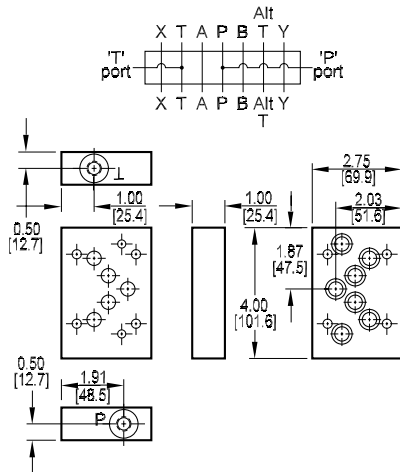 Alt
X T A P B T Y
'T' port
'P' port
X T A P B Alt Y
T
T
1.00
[25.4]
1.00
[25.4]
2.75
[69.9]
2.03
[51.6]
0.50
[12.7]
1.87
[47.5]
4.00
[101.6]
0.50
[12.7]
1.91
[48.5]
P